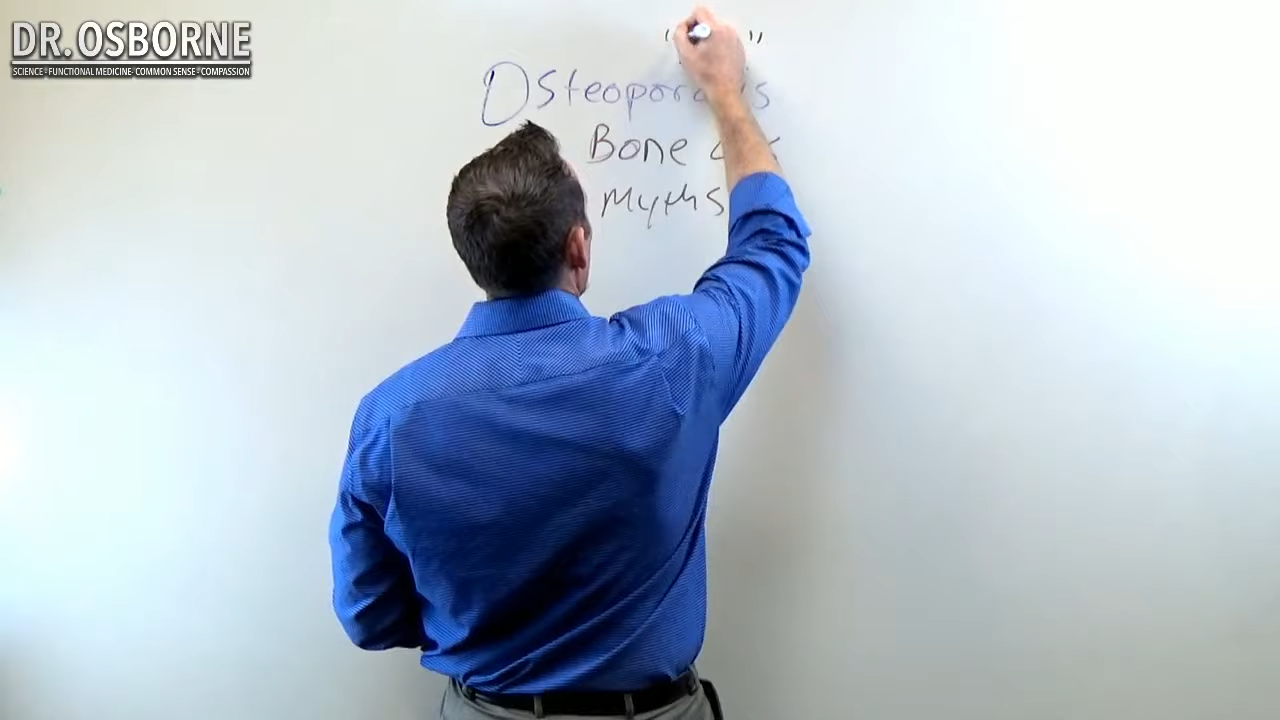 DR. OSBORNE
SCIENCE - FUNCTIONAL MEDICINE - COMMON SENSE - COMPASSION
Osteoporosis
Bone
Myths